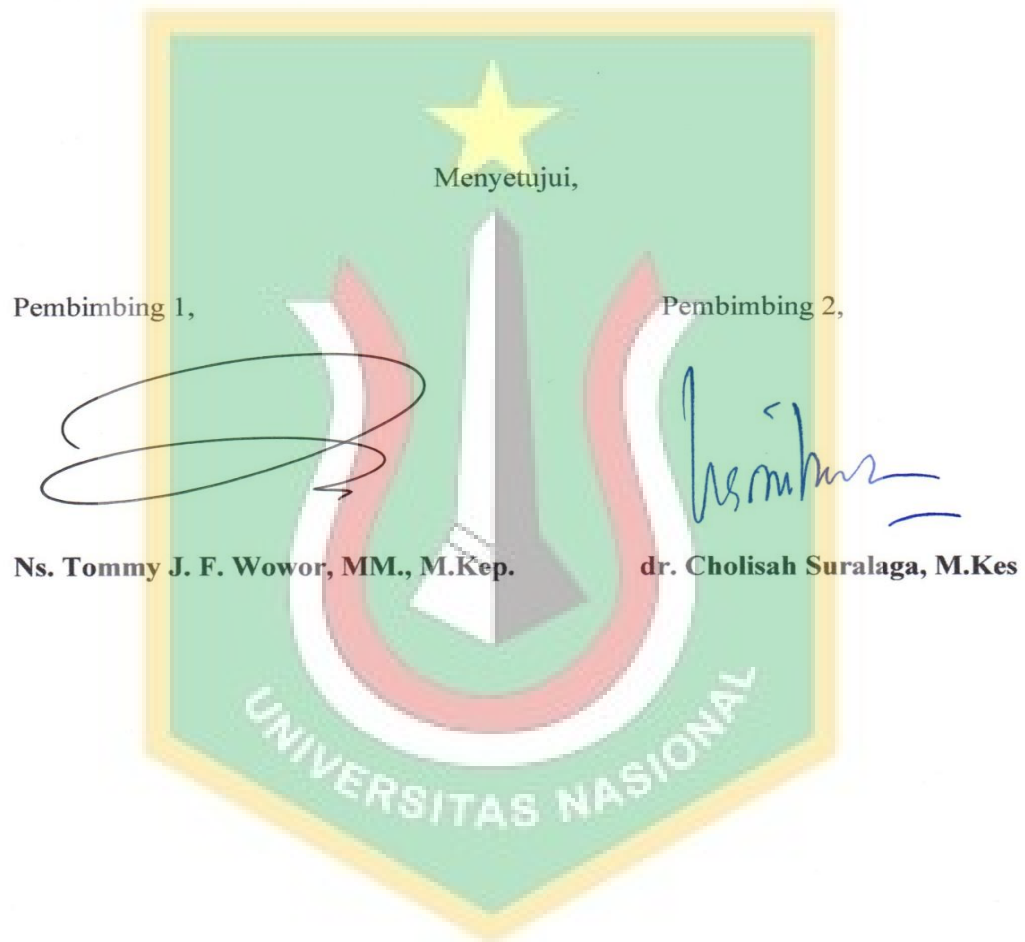 Menyetujui,
Pembimbing 1,
Pembimbing 2,
Ns. Tommy J. F. Wowor, MM., M.Kep.
dr. Cholisah Suralaga, M.Kes
UNIVERSITAS NASIONAL